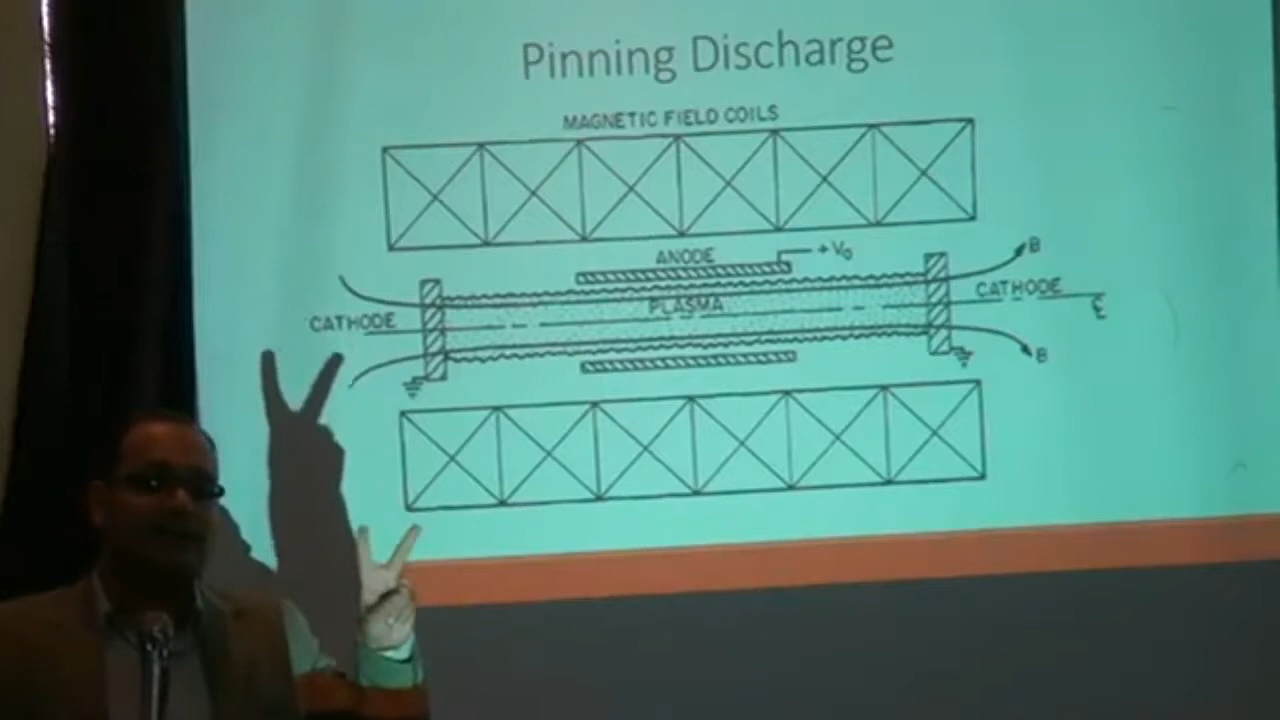 Pinning Discharge
MAGNETIC FIELD COILS
ANODE
+V₀
B
PLASMA
CATHODE
CATHODE
℄
B